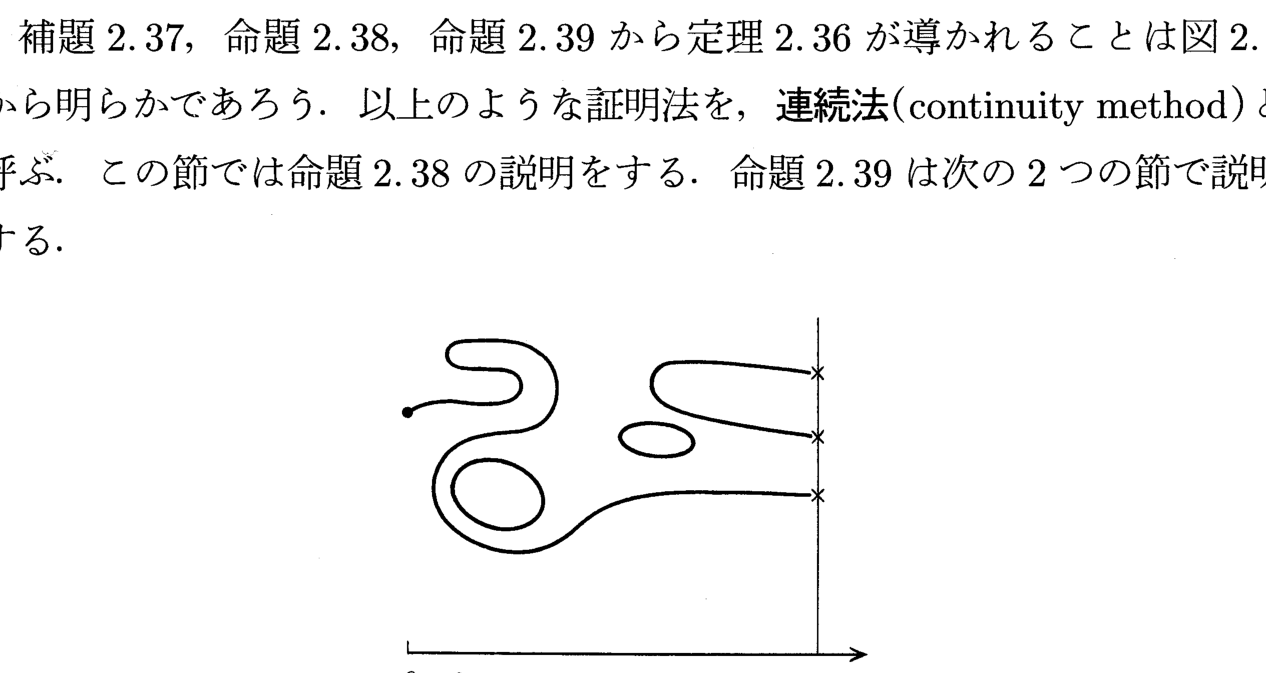 補題 2.37, 命題 2.38, 命題 2.39 から定理 2.36 が導かれることは図 2.
から明らかであろう. 以上のような証明法を, 連続法(continuity method)と
呼ぶ. この節では命題 2.38 の説明をする. 命題 2.39 は次の 2 つの節で説明
する.